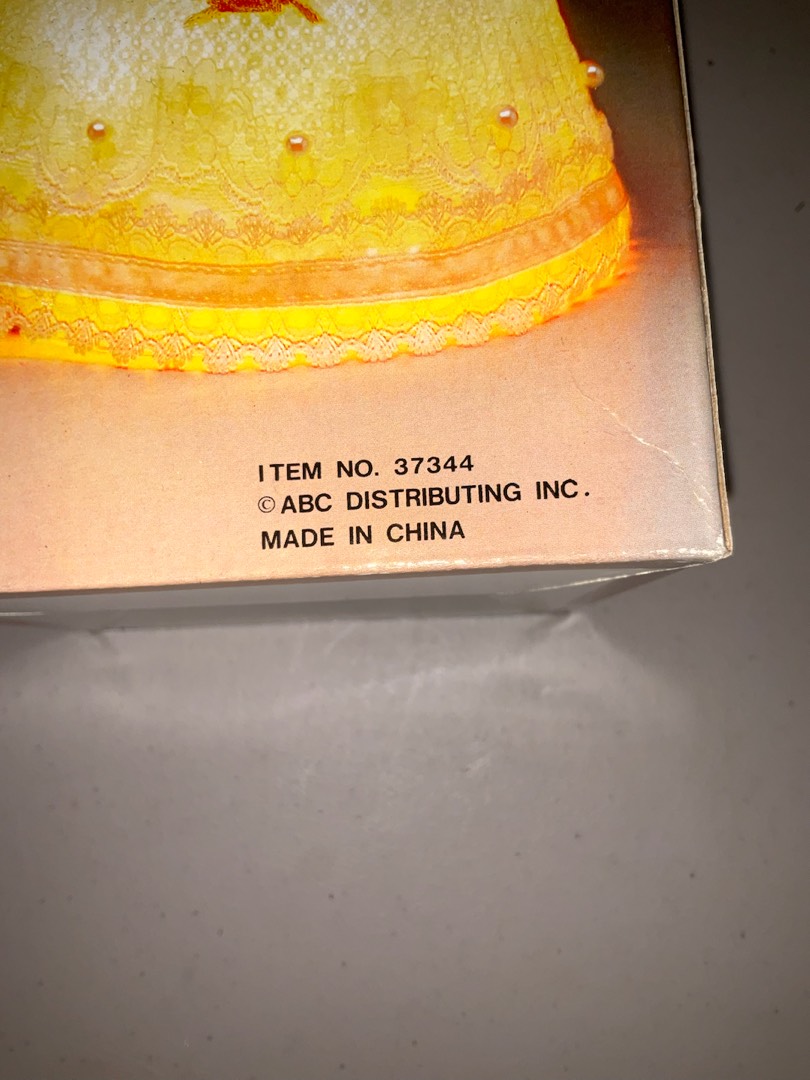 ITEM NO. 37344
© ABC DISTRIBUTING INC.
MADE IN CHINA